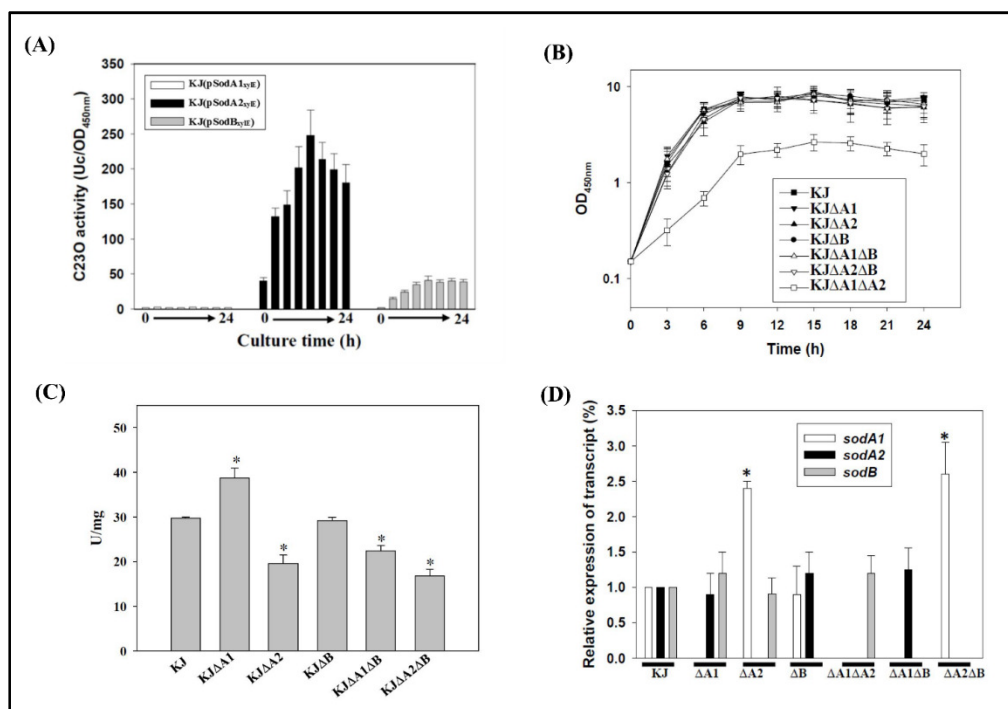 (A)
350
300
250
200
150
100
50
0
C23O activity (Uc/OD450nm)
KJ(pSodA1xylE)
KJ(pSodA2xylE)
KJ(pSodBxylE)
0 24 0 24 0 24
Culture time (h)
(B)
10
1
0.1
OD450nm
KJ
KJΔA1
KJΔA2
KJΔB
KJΔA1ΔB
KJΔA2ΔB
KJΔA1ΔA2
0 3 6 9 12 15 18 21 24
Time (h)
(C)
50
40
30
20
10
0
U/mg
* * * *
KJ KJΔA1 KJΔA2 KJΔB KJΔA1ΔB KJΔA2ΔB
(D)
3.5
3.0
2.5
2.0
1.5
1.0
0.5
0.0
Relative expression of transcript (%)
sodA1
sodA2
sodB
* *
KJ ΔA1 ΔA2 ΔB ΔA1ΔA2 ΔA1ΔB ΔA2ΔB